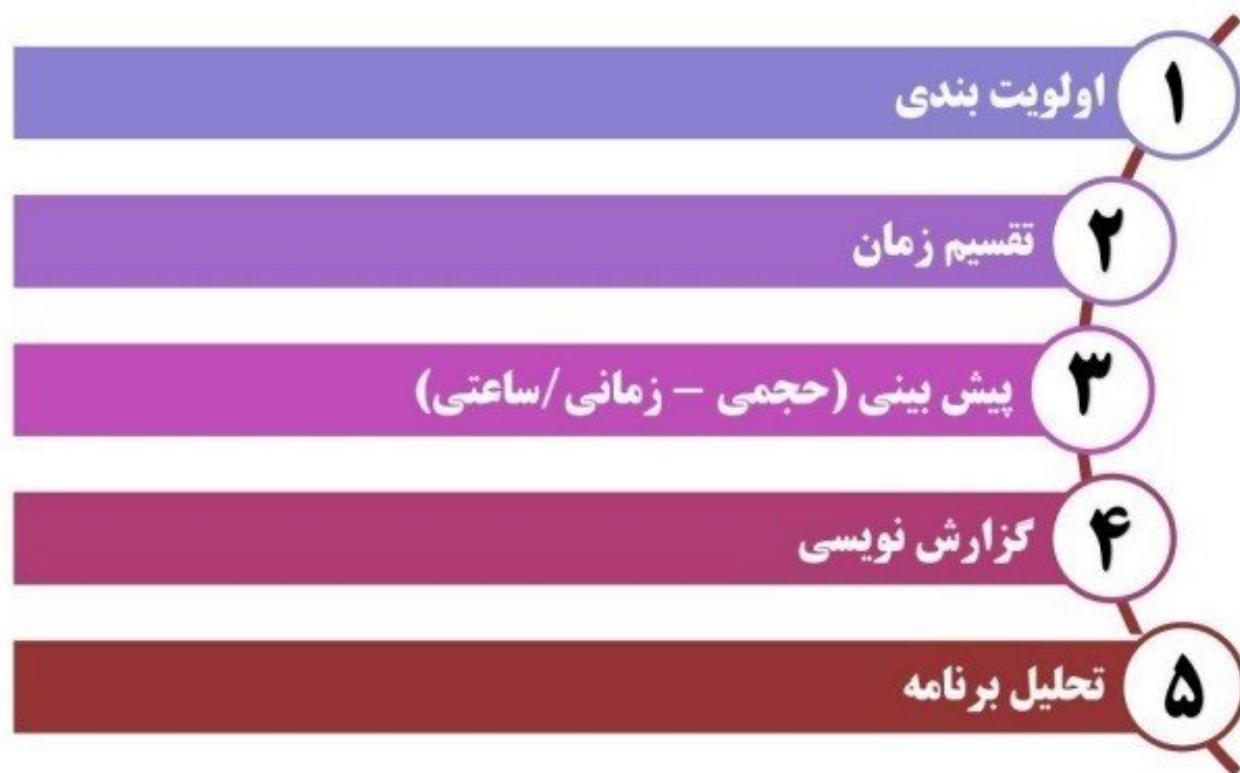 ۱ اولویت بندی
۲ تقسیم زمان
۳ پیش بینی (حجمی – زمانی/ساعتی)
۴ گزارش نویسی
۵ تحلیل برنامه